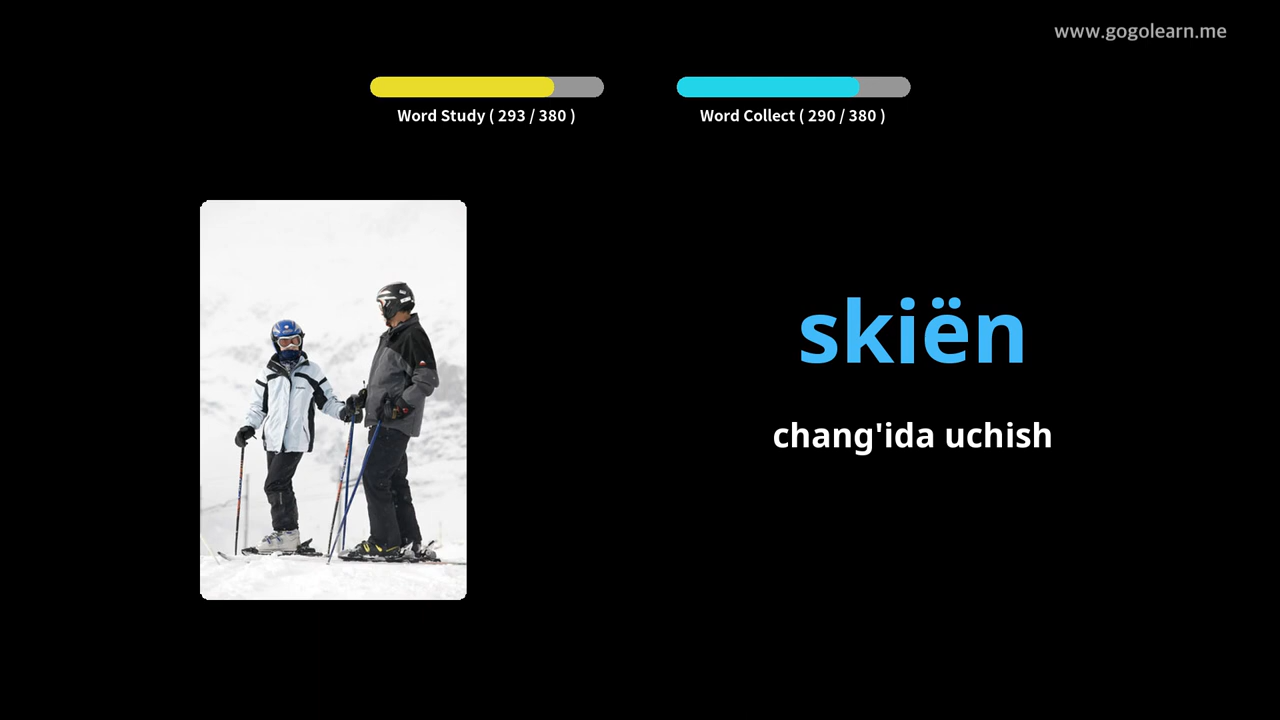 www.gogolearn.me
Word Study ( 293 / 380 )
Word Collect ( 290 / 380 )
skiën
chang'ida uchish